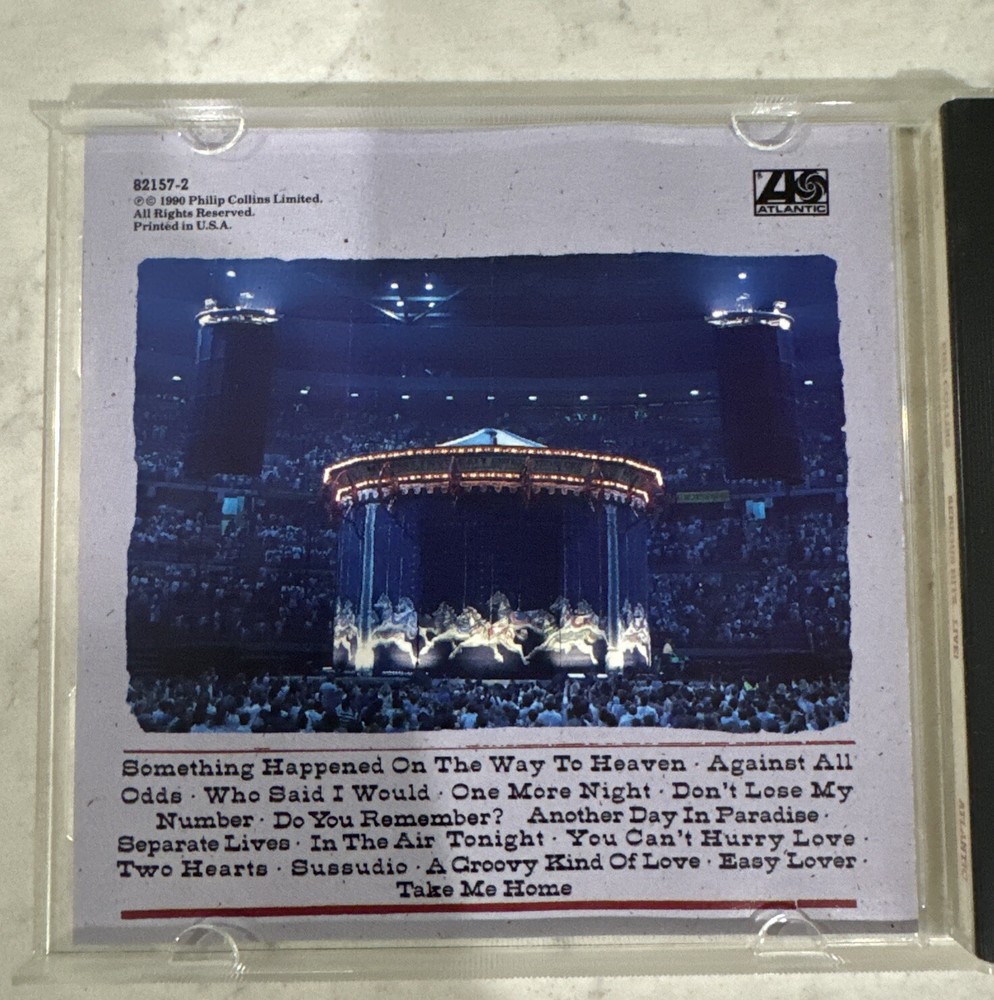 82157-2
℗© 1990 Philip Collins Limited.
All Rights Reserved.
Printed in U.S.A.
ATLANTIC
Something Happened On The Way To Heaven · Against All
Odds · Who Said I Would · One More Night · Don't Lose My
Number · Do You Remember? Another Day In Paradise ·
Separate Lives · In The Air Tonight · You Can't Hurry Love ·
Two Hearts · Sussudio · A Groovy Kind Of Love · Easy Lover ·
Take Me Home